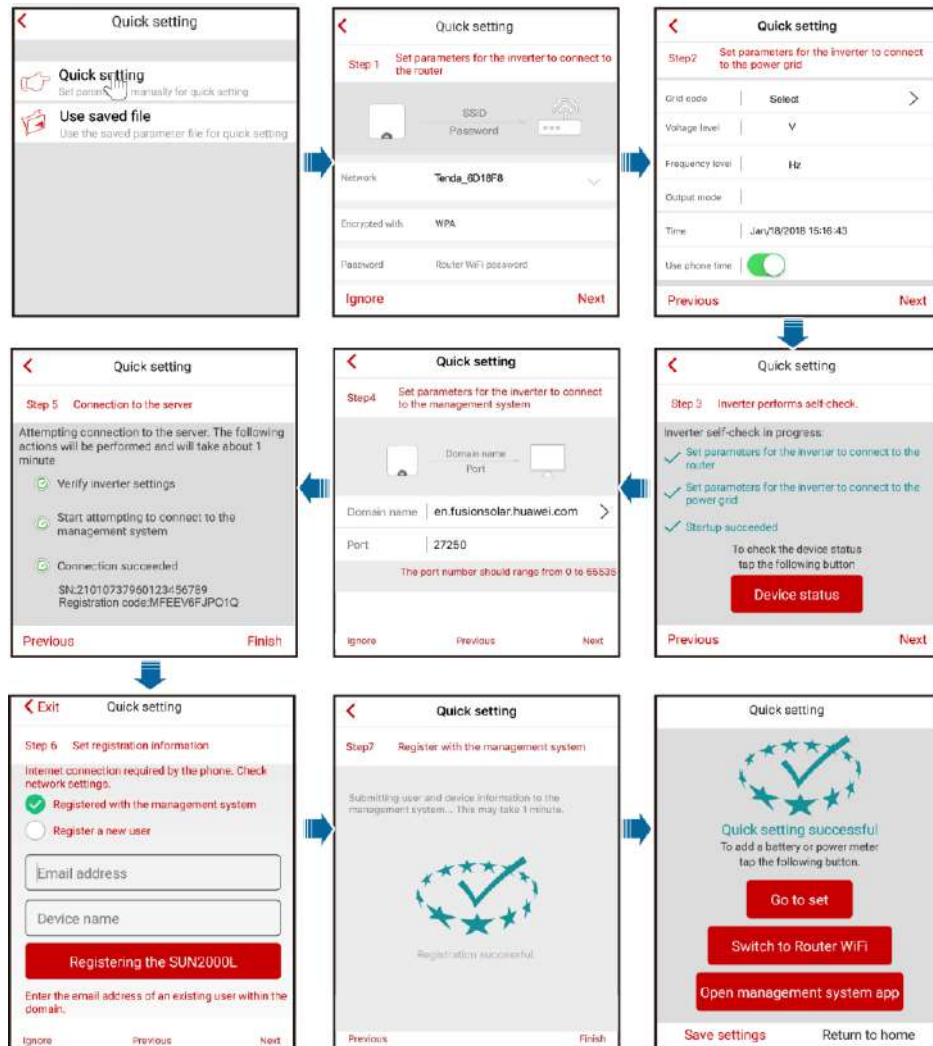 Quick setting
Quick setting
Set parameters manually for quick setting
Use saved file
Use the saved parameter file for quick setting
Quick setting
Step 1 Set parameters for the inverter to connect to
the router
SSID
Password
Network Tenda_6D18F8
Encrypted with WPA
Password Router WiFi password
Ignore Next
Quick setting
Step2 Set parameters for the inverter to connect
to the power grid
Grid code Select
Voltage level V
Frequency level Hz
Output mode
Time Jan/18/2018 15:16:43
Use phone time
Previous Next
Quick setting
Step 3 Inverter performs self-check.
Inverter self-check in progress:
Set parameters for the inverter to connect to the
router
Set parameters for the inverter to connect to the
power grid
Startup succeeded
To check the device status
tap the following button
Device status
Previous Next
Quick setting
Step4 Set parameters for the inverter to connect
to the management system
Domain name
Port
Domain name en.fusionsolar.huawei.com
Port 27250
The port number should range from 0 to 65535
Ignore Previous Next
Quick setting
Step 5 Connection to the server
Attempting connection to the server. The following
actions will be performed and will take about 1
minute
Verify inverter settings
Start attempting to connect to the
management system
Connection succeeded
SN:21010737960123456789
Registration code:MFEEV6FJPO1Q
Previous Finish
Exit Quick setting
Step 6 Set registration information
Internet connection required by the phone. Check
network settings.
Registered with the management system
Register a new user
Email address
Device name
Registering the SUN2000L
Enter the email address of an existing user within the
domain.
Ignore Previous Next
Quick setting
Step7 Register with the management system
Submitting user and device information to the
management system... This may take 1 minute.
Registration successful
Previous Finish
Quick setting
Quick setting successful
To add a battery or power meter
tap the following button.
Go to set
Switch to Router WiFi
Open management system app
Save settings Return to home